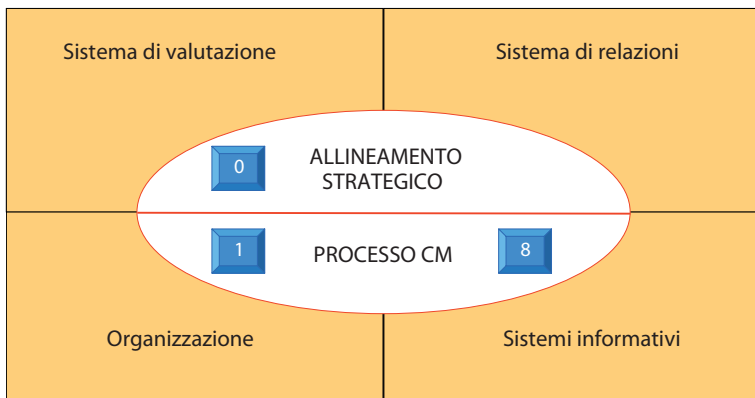 Sistema di valutazione
Sistema di relazioni
0
ALLINEAMENTO
STRATEGICO
1
PROCESSO CM
8
Organizzazione
Sistemi informativi